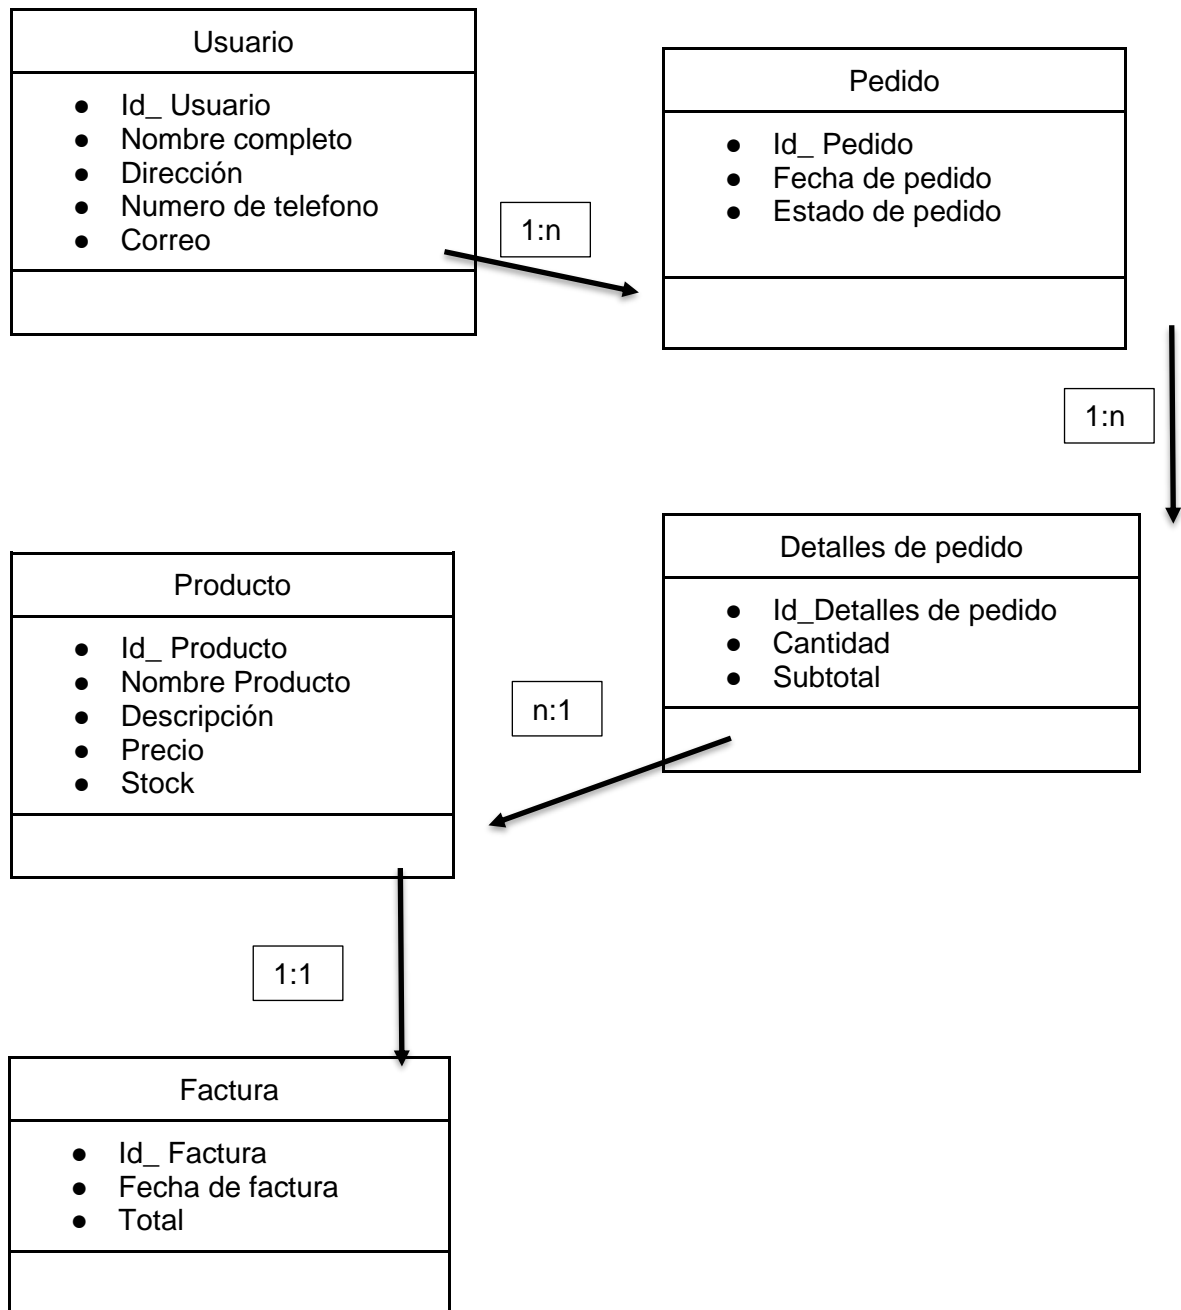 Usuario
● Id_ Usuario
● Nombre completo
● Dirección
● Numero de telefono
● Correo
1:n
Pedido
● Id_ Pedido
● Fecha de pedido
● Estado de pedido
1:n
Detalles de pedido
● Id_Detalles de pedido
● Cantidad
● Subtotal
n:1
Producto
● Id_ Producto
● Nombre Producto
● Descripción
● Precio
● Stock
1:1
Factura
● Id_ Factura
● Fecha de factura
● Total